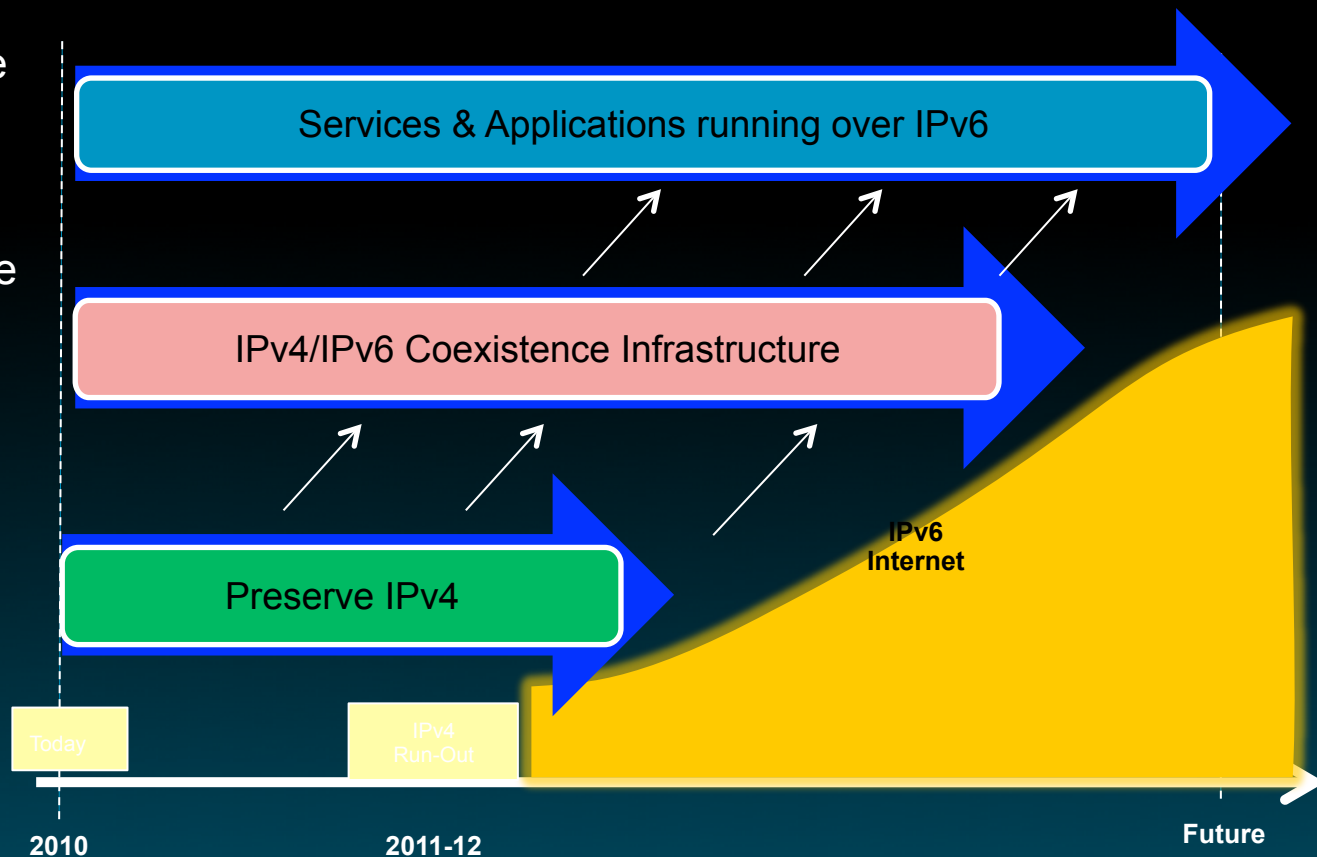 e
Services & Applications running over IPv6
e
IPv4/IPv6 Coexistence Infrastructure
IPv6
Internet
Preserve IPv4
Today
IPv4
Run-Out
2010
2011-12
Future